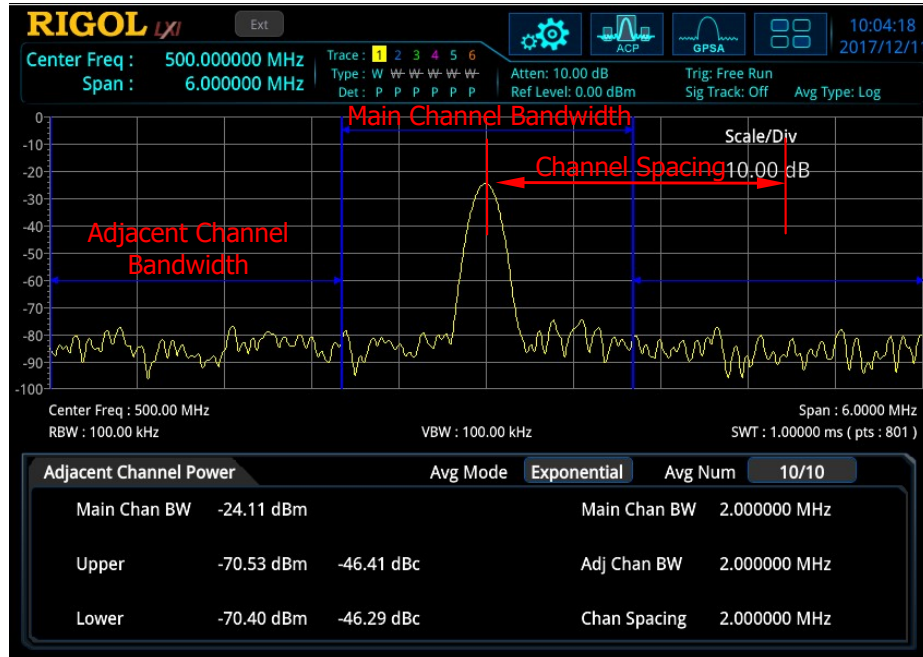 RIGOL LXI Ext
Center Freq : 500.000000 MHz
Span : 6.000000 MHz
Trace : 1 2 3 4 5 6
Type : W W W W W W
Det : P P P P P P
ACP
GPSA
10:04:18
2017/12/11
Atten: 10.00 dB Trig: Free Run
Ref Level: 0.00 dBm Sig Track: Off Avg Type: Log
Main Channel Bandwidth
Scale/Div
10.00 dB
Channel Spacing
Adjacent Channel
Bandwidth
0
-10
-20
-30
-40
-50
-60
-70
-80
-90
-100
Center Freq : 500.00 MHz Span : 6.0000 MHz
RBW : 100.00 kHz VBW : 100.00 kHz SWT : 1.00000 ms ( pts : 801 )
Adjacent Channel Power Avg Mode Exponential Avg Num 10/10
Main Chan BW -24.11 dBm Main Chan BW 2.000000 MHz
Upper -70.53 dBm -46.41 dBc Adj Chan BW 2.000000 MHz
Lower -70.40 dBm -46.29 dBc Chan Spacing 2.000000 MHz